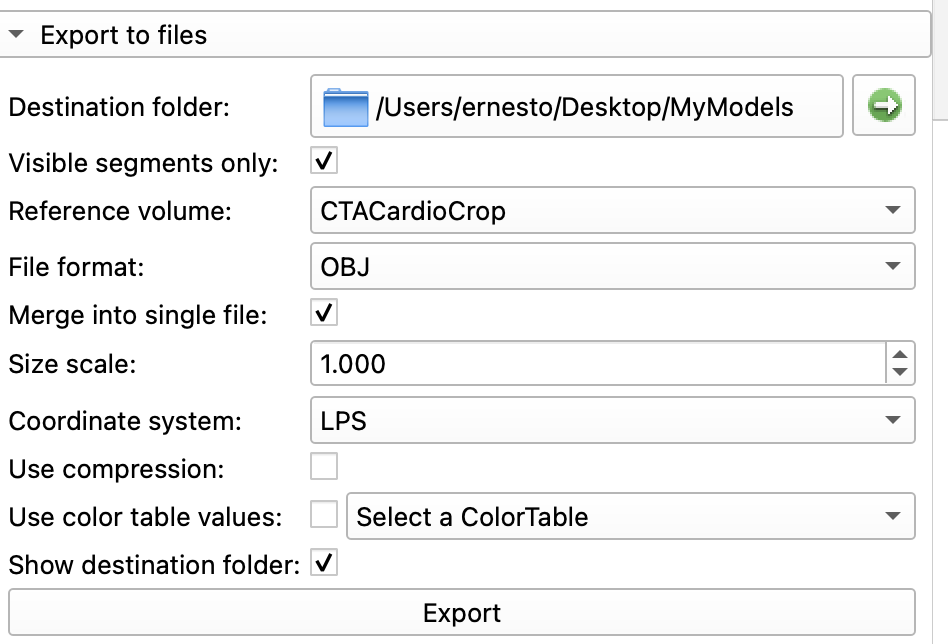 Export to files
Destination folder: /Users/ernesto/Desktop/MyModels
Visible segments only:
Reference volume: CTACardioCrop
File format: OBJ
Merge into single file:
Size scale: 1.000
Coordinate system: LPS
Use compression:
Use color table values: Select a ColorTable
Show destination folder:
Export